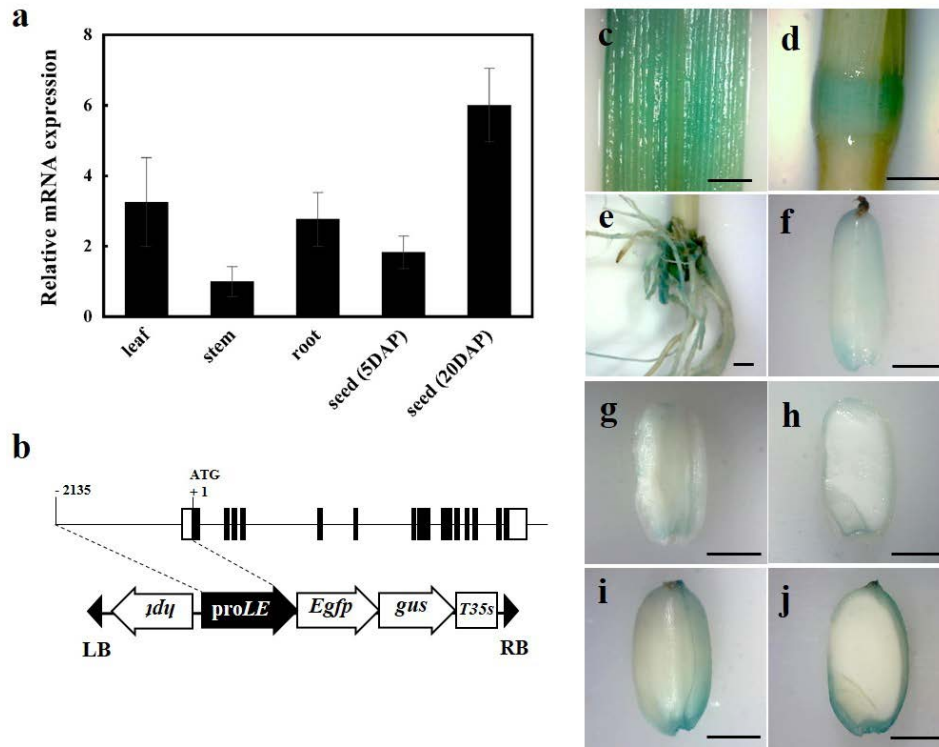 a
Relative mRNA expression
8
6
4
2
0
leaf
stem
root
seed (5DAP)
seed (20DAP)
b
- 2135
ATG
+ 1
hpt
proLE
Egfp
gus
T35s
LB
RB
c
d
e
f
g
h
i
j